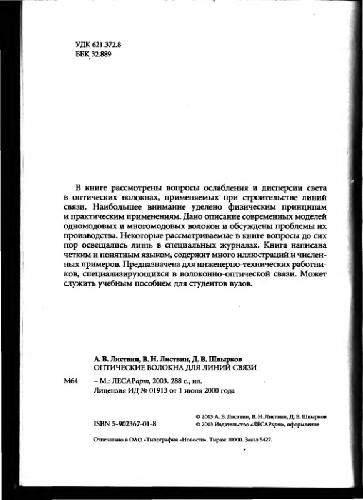 УДК 621.372.8
ББК 32.889
В книге рассмотрены вопросы ослабления и дисперсии света
в оптических волокнах, применяемых при строительстве линий
связи. Наибольшее внимание уделено физическим принципам
и практическим применениям. Дано описание современных моделей
одномодовых и многомодовых волокон и обсуждены проблемы их
производства. Некоторые рассматриваемые в книге вопросы до сих
пор освещались лишь в специальных журналах. Книга написана
четким и понятным языком, содержит много иллюстраций и числен-
ных примеров. Предназначена для инженерно-технических работни-
ков, специализирующихся в волоконно-оптической связи. Может
служить учебным пособием для студентов вузов.
А. В. Листвин, В. Н. Листвин, Д. В. Швырков
ОПТИЧЕСКИЕ ВОЛОКНА ДЛЯ ЛИНИЙ СВЯЗИ
М64 – М.: ЛЕСАРарт, 2003. 288 с., ил.
Лицензия ИД № 01913 от 1 июня 2000 года
© 2003 А. В. Листвин, В. Н. Листвин, Д. В. Швырков
ISBN 5-902367-01-8 © 2003 Издательство «ЛЕСАРарт», оформление
Отпечатано в ОАО «Типография «Новости». Тираж 10000. Заказ 5427.